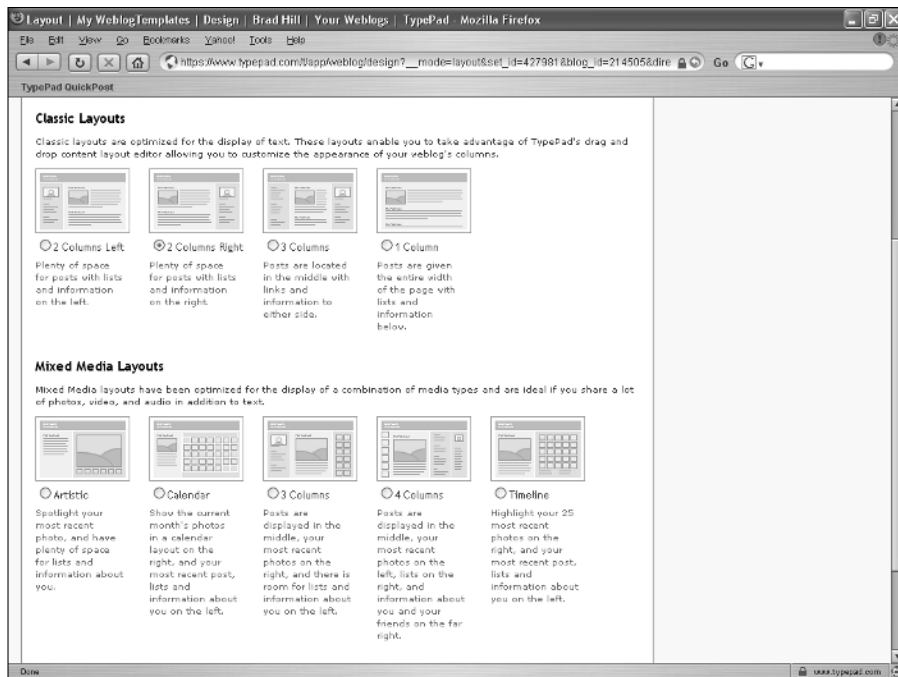 Layout | My WeblogTemplates | Design | Brad Hill | Your Weblogs | TypePad - Mozilla Firefox
File Edit View Go Bookmarks Yahoo! Tools Help
https://www.typepad.com/t/app/weblog/design?__mode=layout&set_id=427981&blog_id=214505&dire Go
TypePad QuickPost
Classic Layouts
Classic layouts are optimized for the display of text. These layouts enable you to take advantage of TypePad's drag and
drop content layout editor allowing you to customize the appearance of your weblog's columns.
2 Columns Left
Plenty of space
for posts with lists
and information
on the left.
2 Columns Right
Plenty of space
for posts with lists
and information
on the right.
3 Columns
Posts are located
in the middle with
links and
information to
either side.
1 Column
Posts are given
the entire width
of the page with
lists and
information
below.
Mixed Media Layouts
Mixed Media layouts have been optimized for the display of a combination of media types and are ideal if you share a lot
of photos, video, and audio in addition to text.
Artistic
Spotlight your
most recent
photo, and have
plenty of space
for lists and
information about
you.
Calendar
Show the current
month's photos
in a calendar
layout on the
right, and your
most recent post,
lists and
information about
you on the left.
3 Columns
Posts are
displayed in the
middle, your
most recent
photos on the
right, and there is
room for lists and
information about
you on the left.
4 Columns
Posts are
displayed in the
middle, your
most recent
photos on the
left, lists on the
right, and
information about
you and your
friends on the far
right.
Timeline
Highlight your 25
most recent
photos on the
right, and your
most recent post,
lists and
information about
you on the left.
Done
www.typepad.com